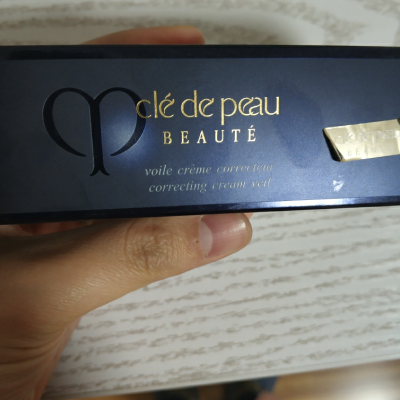 clé de peau
BEAUTÉ
voile crème correcteur
correcting cream veil